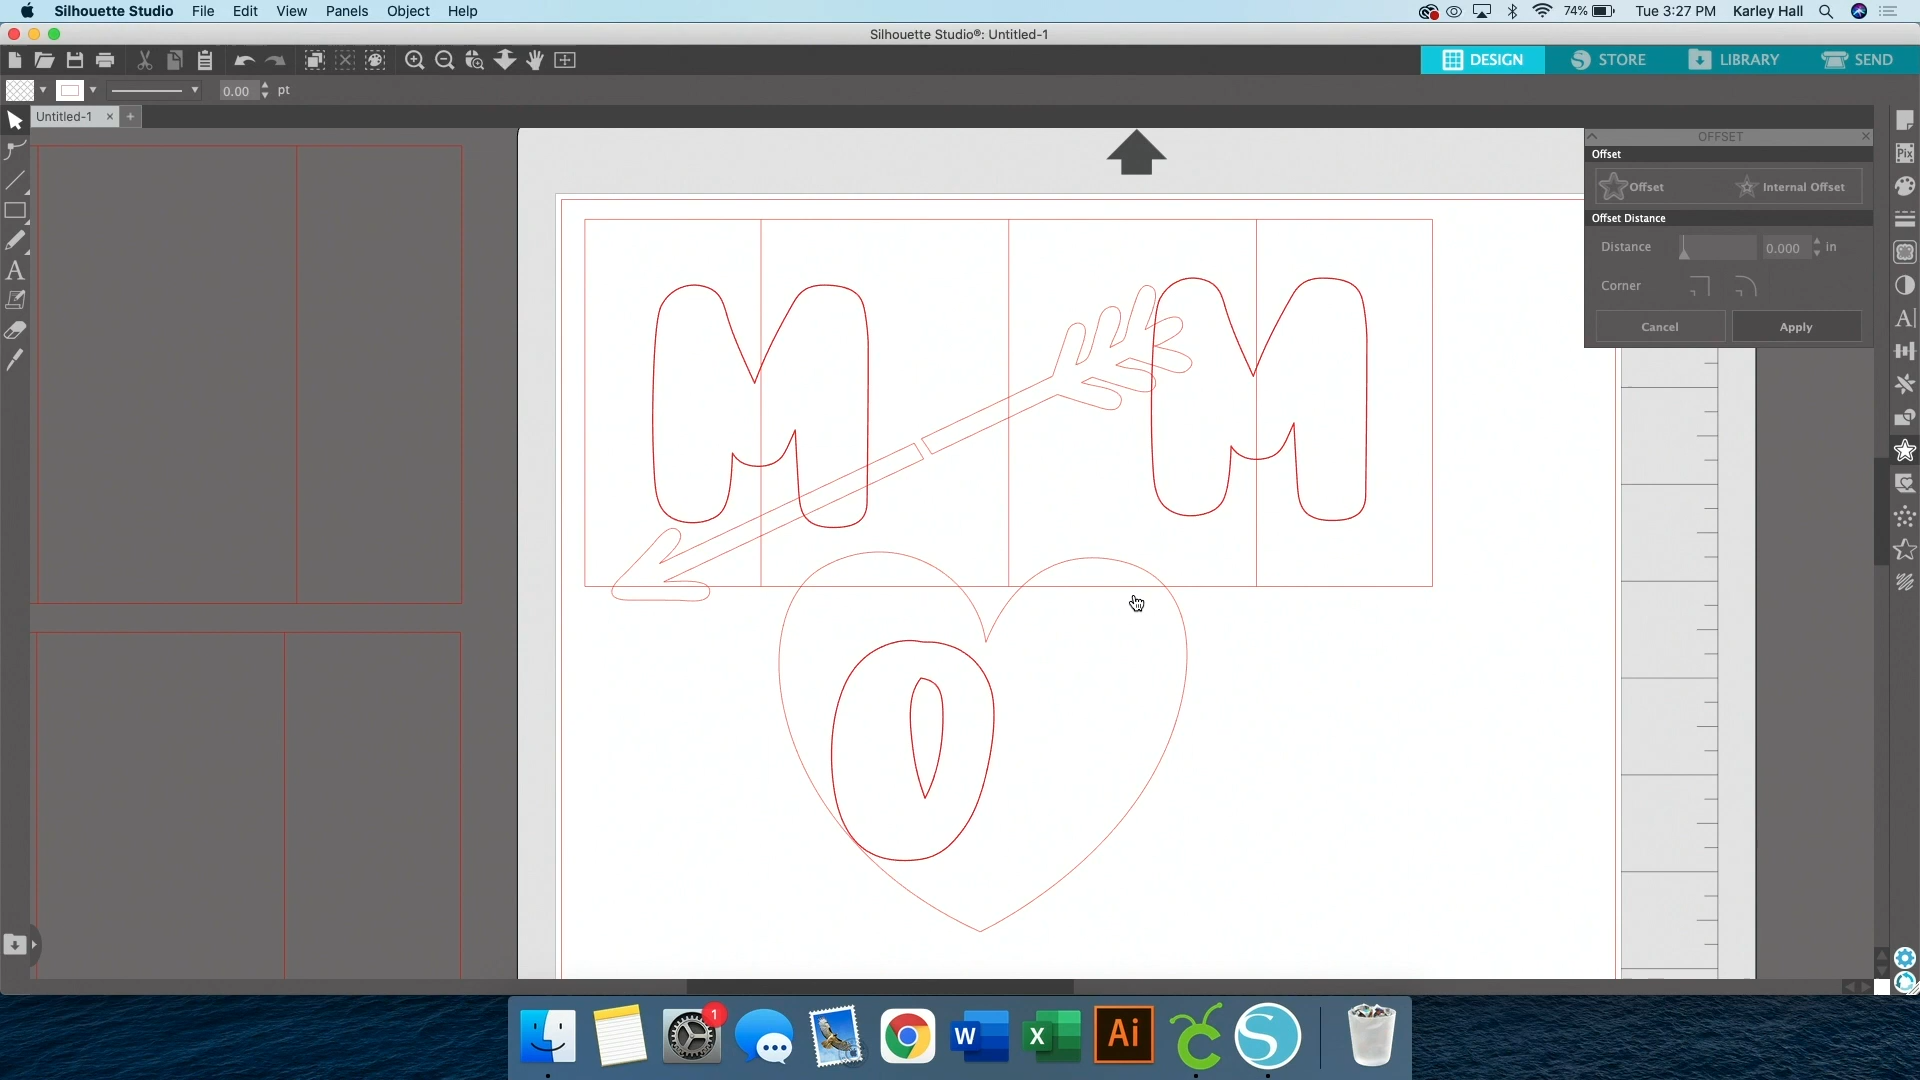 Silhouette Studio File Edit View Panels Object Help 74% Tue 3:27 PM Karley Hall
Silhouette Studio®: Untitled-1
DESIGN STORE LIBRARY SEND
0.00 pt
Untitled-1 × +
OFFSET
Offset
Offset Internal Offset
Offset Distance
Distance 0.000 in
Corner
Cancel Apply
M M
O
1
W X Ai S